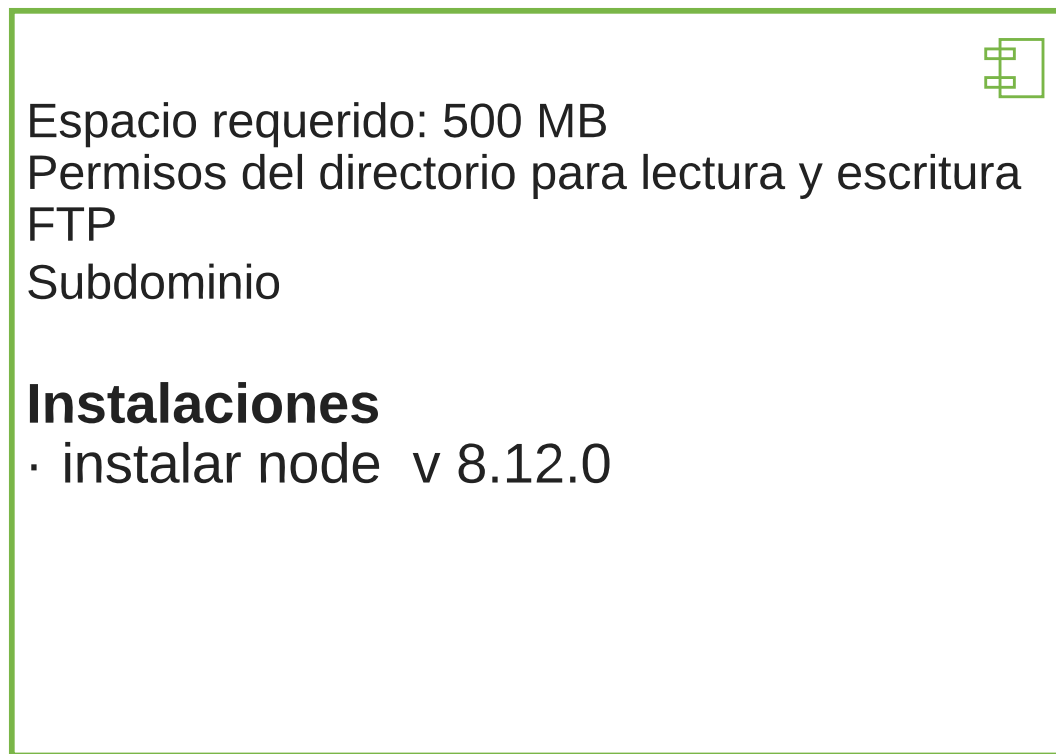 Espacio requerido: 500 MB
Permisos del directorio para lectura y escritura
FTP
Subdominio
Instalaciones
· instalar node  v 8.12.0